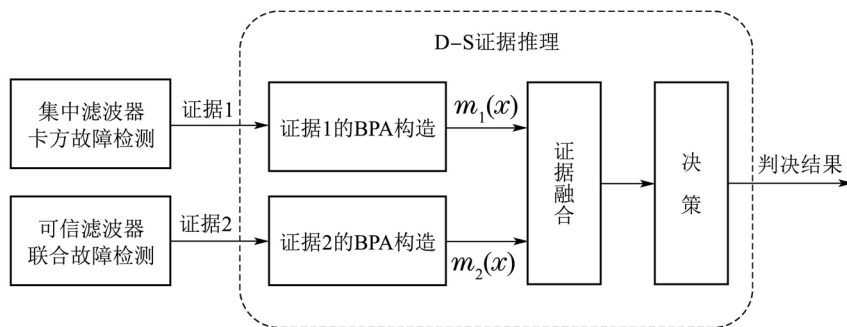 D-S证据推理
集中滤波器
卡方故障检测
证据1
证据1的BPA构造
m₁(x)
可信滤波器
联合故障检测
证据2
证据2的BPA构造
m₂(x)
证据融合
决策
判决结果